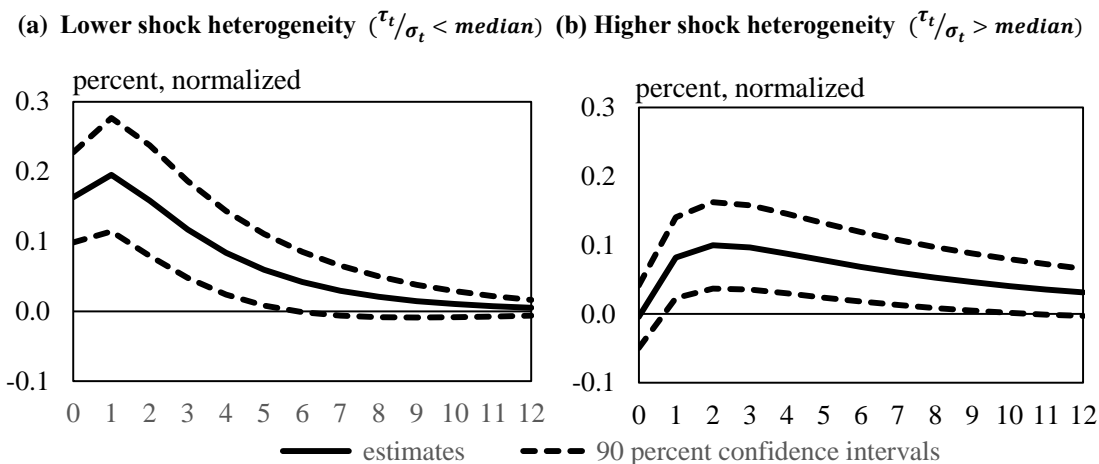 (a) Lower shock heterogeneity (τt/σt < median) (b) Higher shock heterogeneity (τt/σt > median)
percent, normalized
0.3
0.2
0.1
0.0
-0.1
0 1 2 3 4 5 6 7 8 9 10 11 12
percent, normalized
0.3
0.2
0.1
0.0
-0.1
0 1 2 3 4 5 6 7 8 9 10 11 12
estimates 90 percent confidence intervals